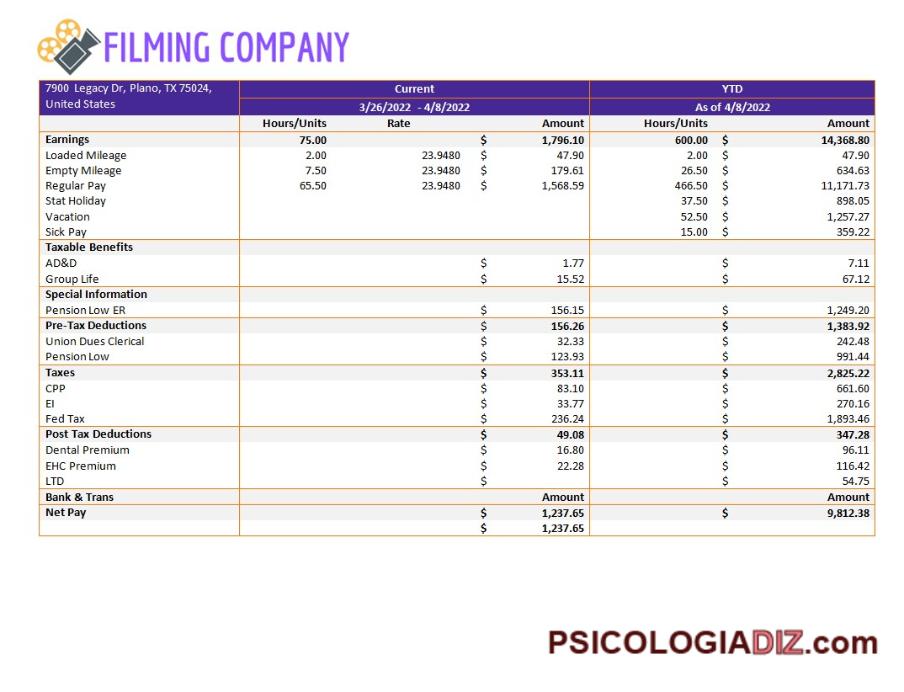 FILMING COMPANY
7900 Legacy Dr, Plano, TX 75024, Current YTD
United States 3/26/2022 - 4/8/2022 As of 4/8/2022
Hours/Units Rate Amount Hours/Units Amount
Earnings 75.00 $ 1,796.10 600.00 $ 14,368.80
Loaded Mileage 2.00 23.9480 $ 47.90 2.00 $ 47.90
Empty Mileage 7.50 23.9480 $ 179.61 26.50 $ 634.63
Regular Pay 65.50 23.9480 $ 1,568.59 466.50 $ 11,171.73
Stat Holiday 37.50 $ 898.05
Vacation 52.50 $ 1,257.27
Sick Pay 15.00 $ 359.22
Taxable Benefits
AD&D $ 1.77 $ 7.11
Group Life $ 15.52 $ 67.12
Special Information
Pension Low ER $ 156.15 $ 1,249.20
Pre-Tax Deductions $ 156.26 $ 1,383.92
Union Dues Clerical $ 32.33 $ 242.48
Pension Low $ 123.93 $ 991.44
Taxes $ 353.11 $ 2,825.22
CPP $ 83.10 $ 661.60
EI $ 33.77 $ 270.16
Fed Tax $ 236.24 $ 1,893.46
Post Tax Deductions $ 49.08 $ 347.28
Dental Premium $ 16.80 $ 96.11
EHC Premium $ 22.28 $ 116.42
LTD $ $ 54.75
Bank & Trans Amount Amount
Net Pay $ 1,237.65 $ 9,812.38
$ 1,237.65
PSICOLOGIADIZ.com